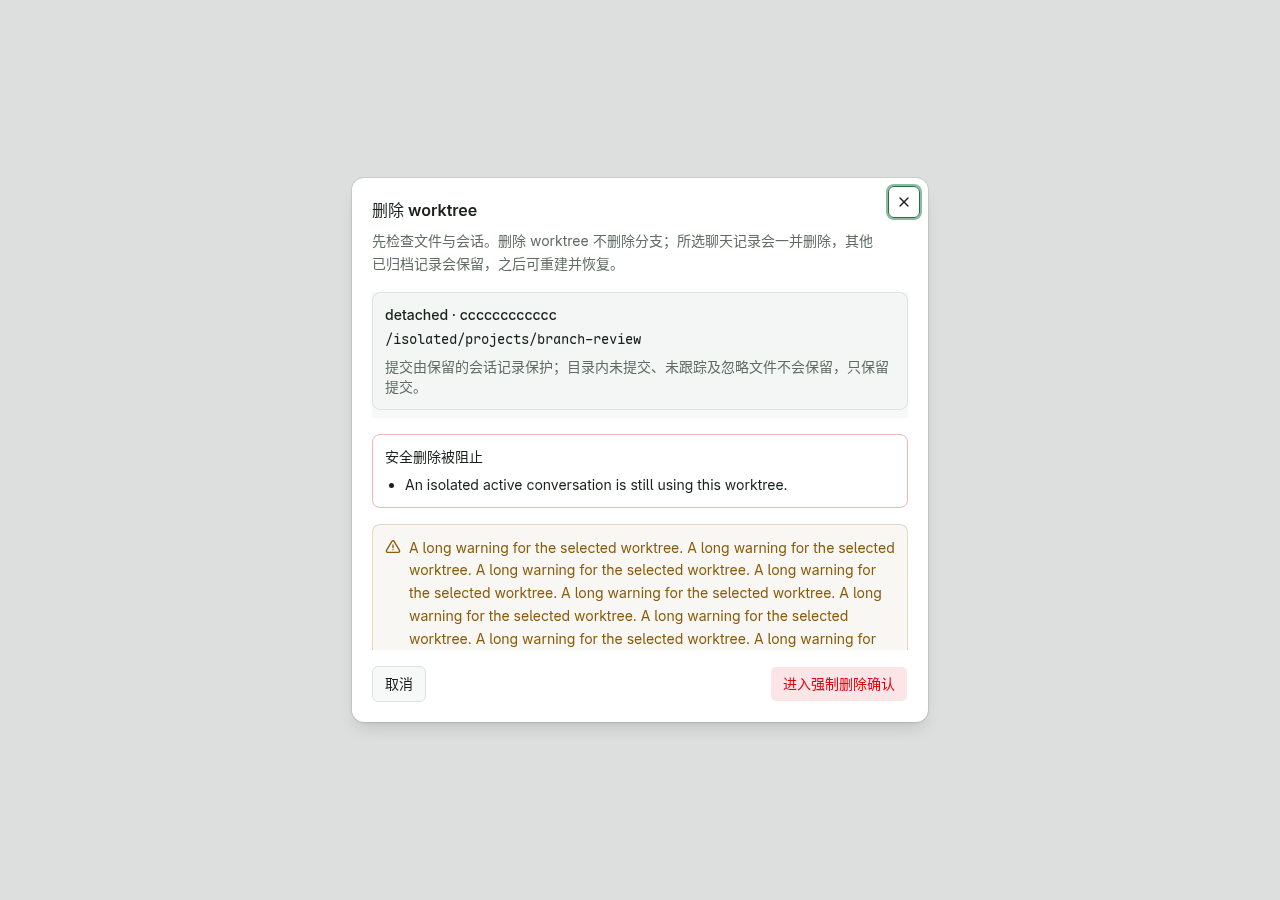 删除 worktree
先检查文件与会话。删除 worktree 不删除分支；所选聊天记录会一并删除，其他
已归档记录会保留，之后可重建并恢复。
detached · cccccccccccc
/isolated/projects/branch-review
提交由保留的会话记录保护；目录内未提交、未跟踪及忽略文件不会保留，只保留
提交。
安全删除被阻止
• An isolated active conversation is still using this worktree.
A long warning for the selected worktree. A long warning for the selected
worktree. A long warning for the selected worktree. A long warning for
the selected worktree. A long warning for the selected worktree. A long
warning for the selected worktree. A long warning for the selected
worktree. A long warning for the selected worktree. A long warning for
取消
进入强制删除确认